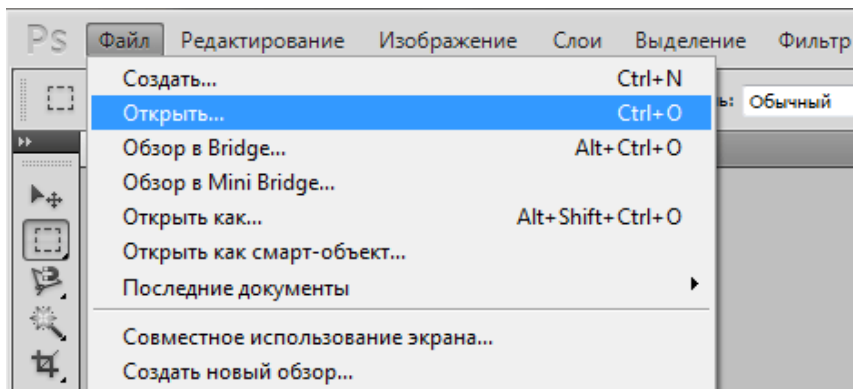 Ps Файл Редактирование Изображение Слои Выделение Фильтр
Создать... Ctrl+N
Открыть... Ctrl+O
ь: Обычный
Обзор в Bridge... Alt+Ctrl+O
Обзор в Mini Bridge...
Открыть как... Alt+Shift+Ctrl+O
Открыть как смарт-объект...
Последние документы
Совместное использование экрана...
Создать новый обзор...